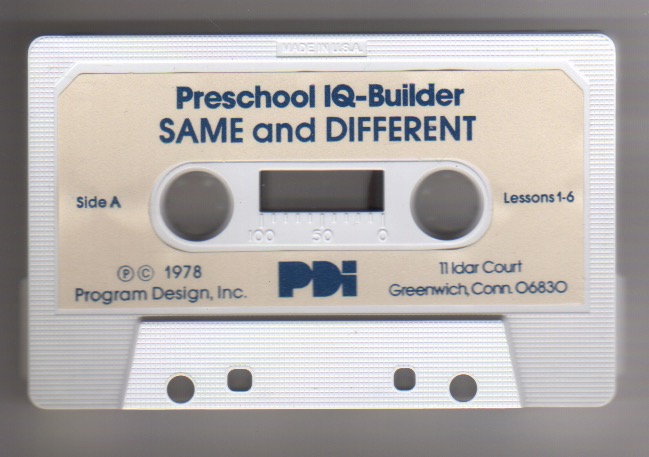 MADE IN U.S.A.
Preschool IQ-Builder
SAME and DIFFERENT
Side A
Lessons 1-6
100 50 0
Ⓟ © 1978
Program Design, Inc.
PDI
11 Idar Court
Greenwich, Conn. 06830